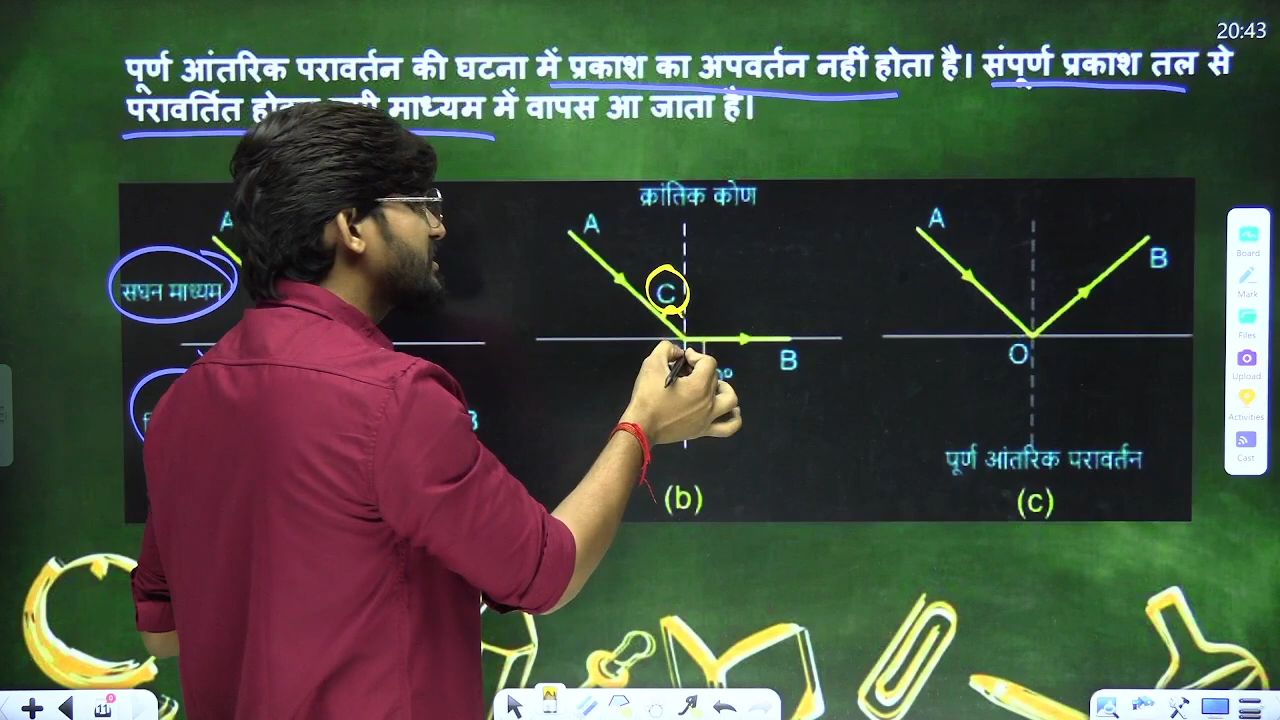 20:43
पूर्ण आंतरिक परावर्तन की घटना में प्रकाश का अपवर्तन नहीं होता है। संपूर्ण प्रकाश तल से
परावर्तित माध्यम में वापस आ जाता है।
क्रांतिक कोण
A
A
A
B
सघन माध्यम
C
B
O
पूर्ण आंतरिक परावर्तन
(b)
(c)
Board
Mark
Files
Upload
Activities
Cast
11